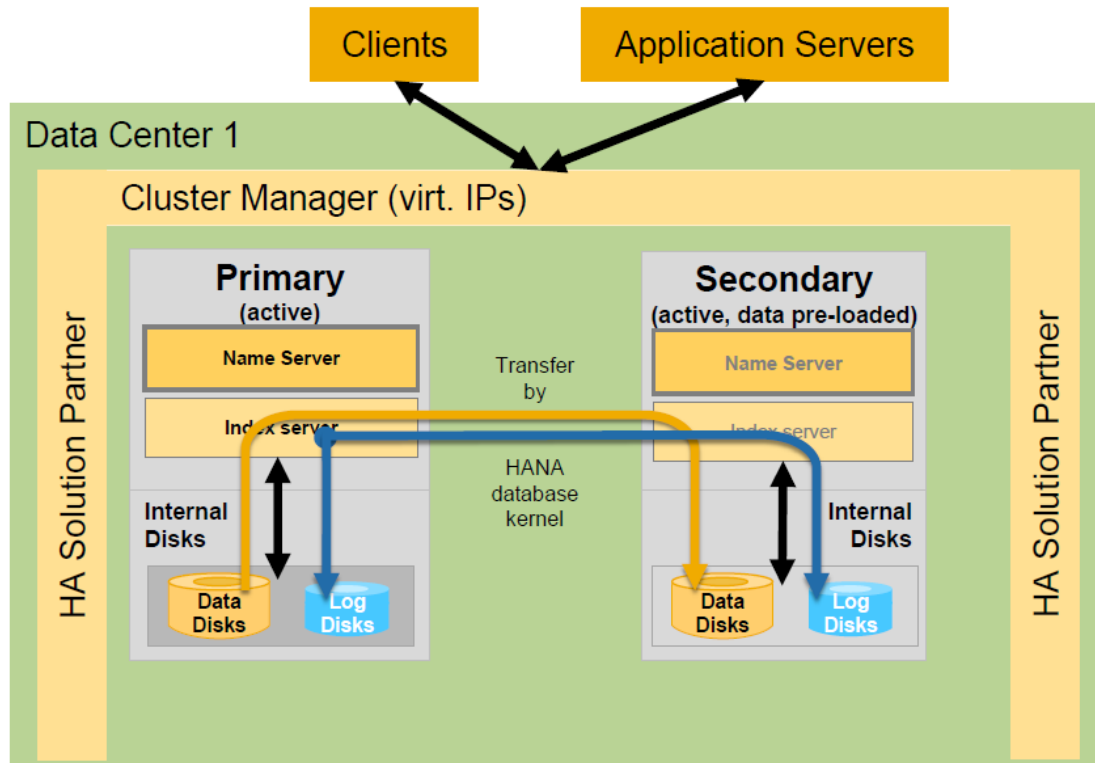 Clients
Application Servers
Data Center 1
Cluster Manager (virt. IPs)
HA Solution Partner
Primary
(active)
Name Server
Index server
Internal
Disks
Data
Disks
Log
Disks
Transfer
by
HANA
database
kernel
Secondary
(active, data pre-loaded)
Name Server
Index server
Internal
Disks
Data
Disks
Log
Disks
HA Solution Partner